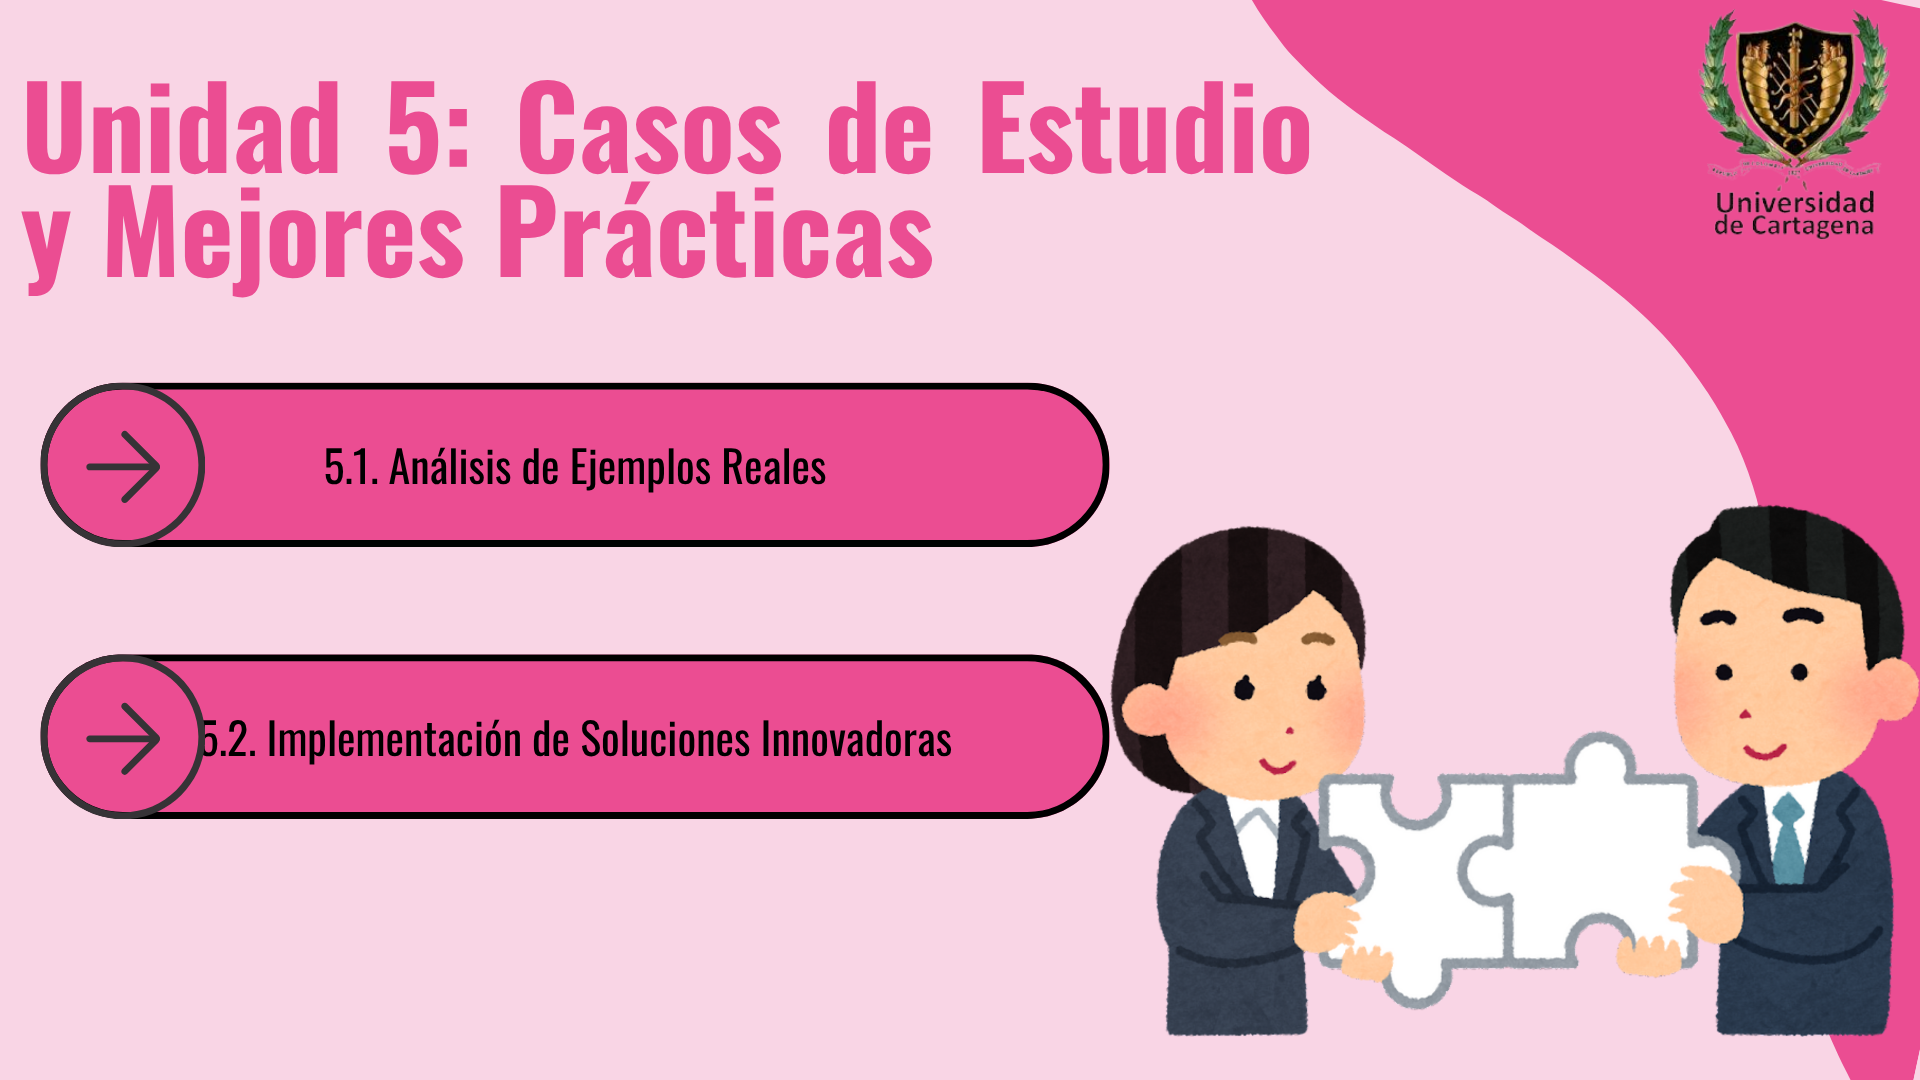 Unidad 5: Casos de Estudio
y Mejores Prácticas
Universidad
de Cartagena
5.1. Análisis de Ejemplos Reales
5.2. Implementación de Soluciones Innovadoras